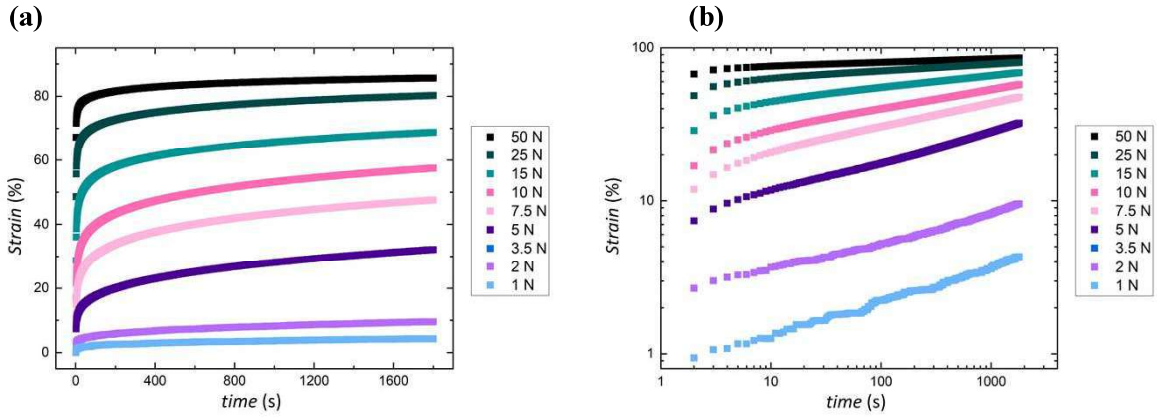 (a)
80
60
40
20
0
Strain (%)
0 400 800 1200 1600
time (s)
50 N
25 N
15 N
10 N
7.5 N
5 N
3.5 N
2 N
1 N
(b)
100
10
1
Strain (%)
1 10 100 1000
time (s)
50 N
25 N
15 N
10 N
7.5 N
5 N
3.5 N
2 N
1 N